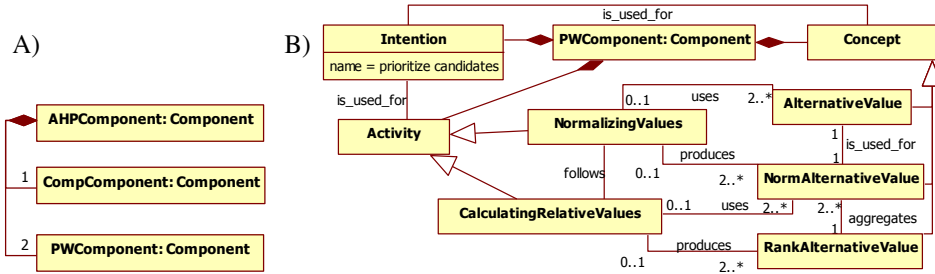 A)
AHPComponent: Component
1
CompComponent: Component
2
PWComponent: Component
B)
is_used_for
Intention
name = prioritize candidates
PWComponent: Component
Concept
is_used_for
Activity
NormalizingValues
0..1
uses
2..*
AlternativeValue
1
is_used_for
1
produces
0..1
2..*
NormAlternativeValue
follows
CalculatingRelativeValues
0..1
uses
2..*
2..*
aggregates
1
produces
0..1
2..*
RankAlternativeValue